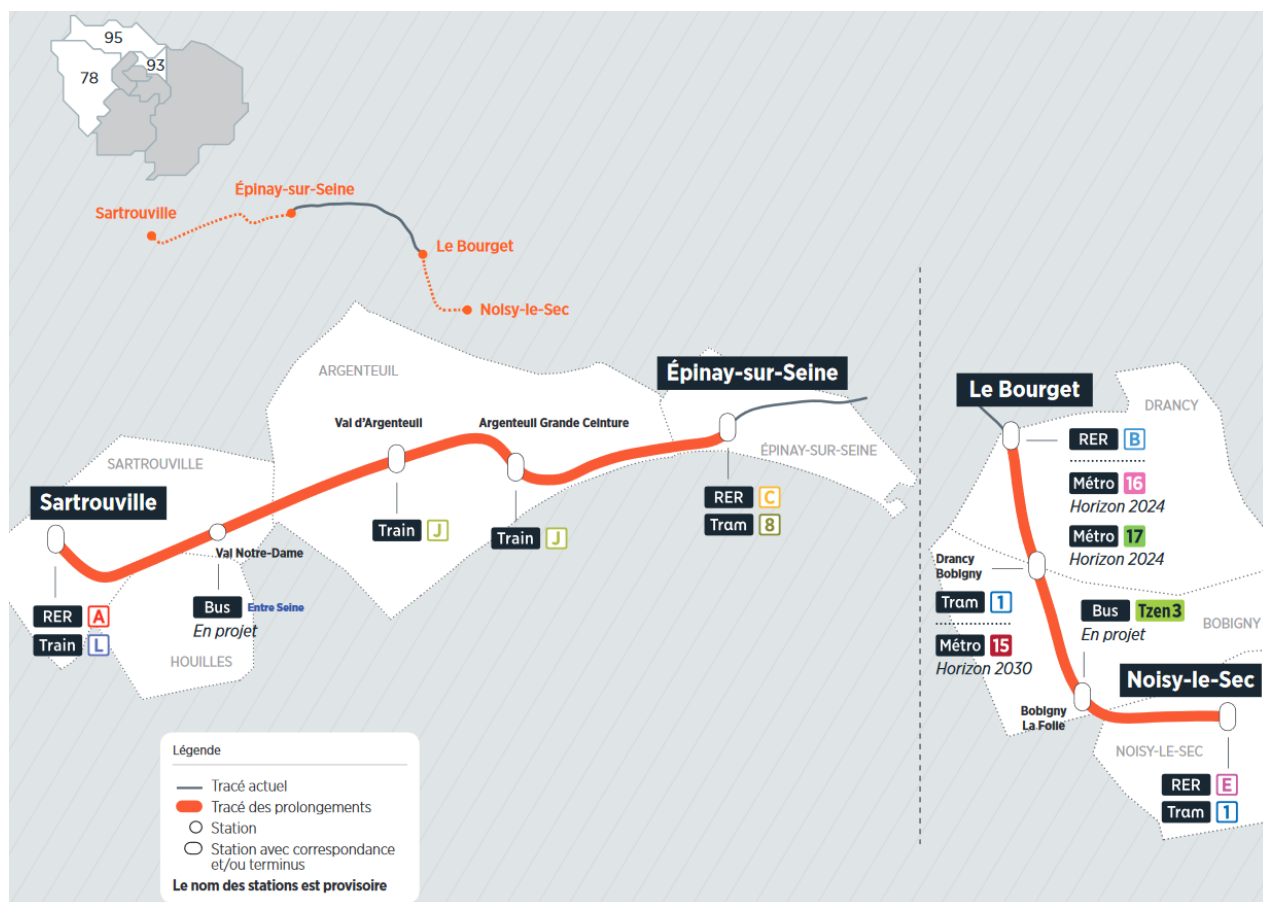 95
93
78
Épinay-sur-Seine
Sartrouville
Le Bourget
Noisy-le-Sec
ARGENTEUIL
Épinay-sur-Seine
Val d'Argenteuil
Argenteuil Grande Ceinture
ÉPINAY-SUR-SEINE
SARTROUVILLE
Sartrouville
RER C
Tram 8
Train J
Train J
Val Notre-Dame
Bus Entre Seine
En projet
RER A
Train L
HOUILLES
Le Bourget
DRANCY
RER B
Métro 16
Horizon 2024
Métro 17
Horizon 2024
Drancy
Bobigny
Tram 1
Métro 15
Horizon 2030
Bus Tzen 3
En projet
BOBIGNY
Noisy-le-Sec
Bobigny
La Folie
NOISY-LE-SEC
RER E
Tram 1
Légende
Tracé actuel
Tracé des prolongements
Station
Station avec correspondance
et/ou terminus
Le nom des stations est provisoire